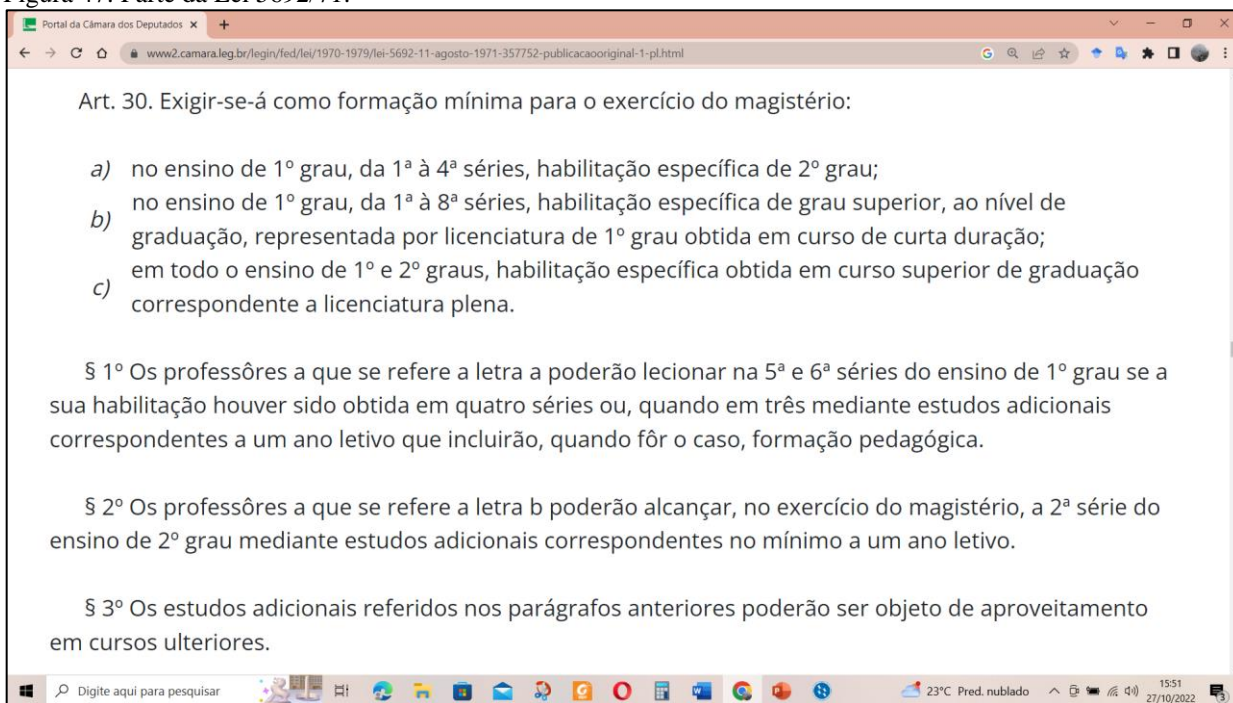 Portal da Câmara dos Deputados
www2.camara.leg.br/legin/fed/lei/1970-1979/lei-5692-11-agosto-1971-357752-publicacaooriginal-1-pl.html
Art. 30. Exigir-se-á como formação mínima para o exercício do magistério:
a) no ensino de 1º grau, da 1ª à 4ª séries, habilitação específica de 2º grau;
b) no ensino de 1º grau, da 1ª à 8ª séries, habilitação específica de grau superior, ao nível de
graduação, representada por licenciatura de 1º grau obtida em curso de curta duração;
c) em todo o ensino de 1º e 2º graus, habilitação específica obtida em curso superior de graduação
correspondente a licenciatura plena.
§ 1º Os professôres a que se refere a letra a poderão lecionar na 5ª e 6ª séries do ensino de 1º grau se a
sua habilitação houver sido obtida em quatro séries ou, quando em três mediante estudos adicionais
correspondentes a um ano letivo que incluirão, quando fôr o caso, formação pedagógica.
§ 2º Os professôres a que se refere a letra b poderão alcançar, no exercício do magistério, a 2ª série do
ensino de 2º grau mediante estudos adicionais correspondentes no mínimo a um ano letivo.
§ 3º Os estudos adicionais referidos nos parágrafos anteriores poderão ser objeto de aproveitamento
em cursos ulteriores.
Digite aqui para pesquisar
23°C Pred. nublado
15:51
27/10/2022